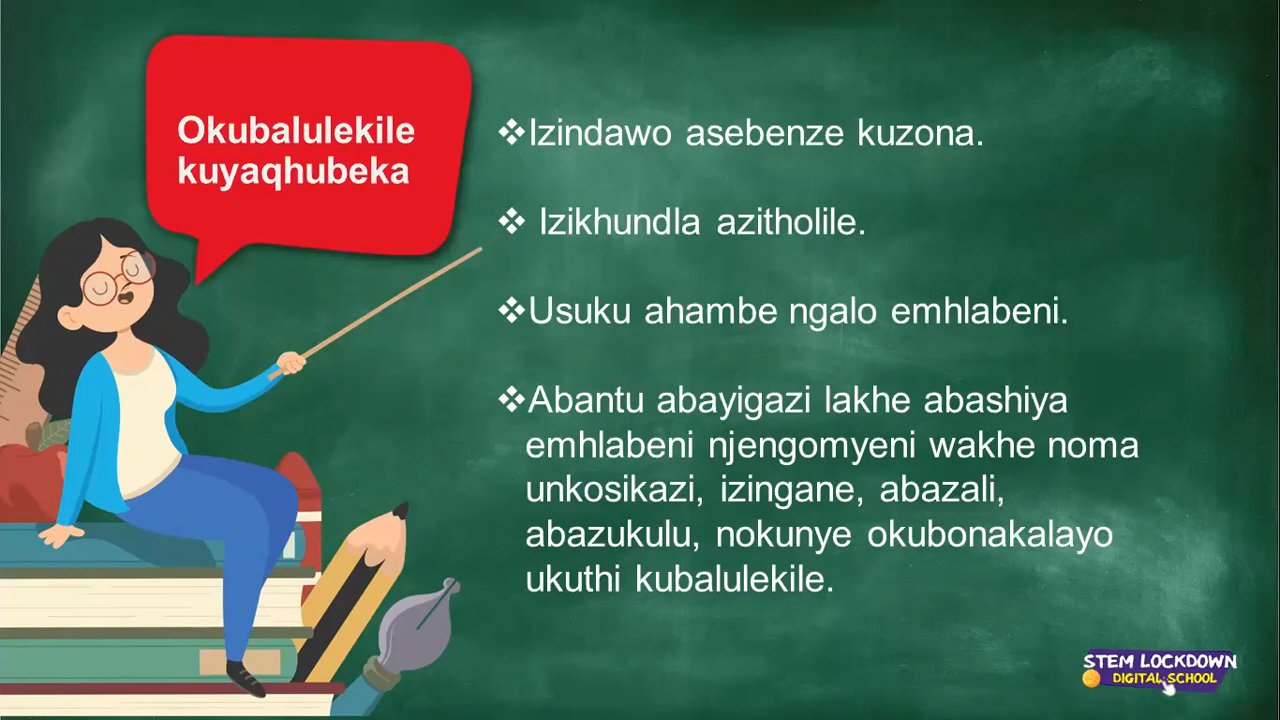 Okubalulekile
kuyaqhubeka
❖Izindawo asebenze kuzona.
❖ Izikhundla azitholile.
❖Usuku ahambe ngalo emhlabeni.
❖Abantu abayigazi lakhe abashiya
emhlabeni njengomyeni wakhe noma
unkosikazi, izingane, abazali,
abazukulu, nokunye okubonakalayo
ukuthi kubalulekile.
STEM LOCKDOWN
DIGITAL SCHOOL